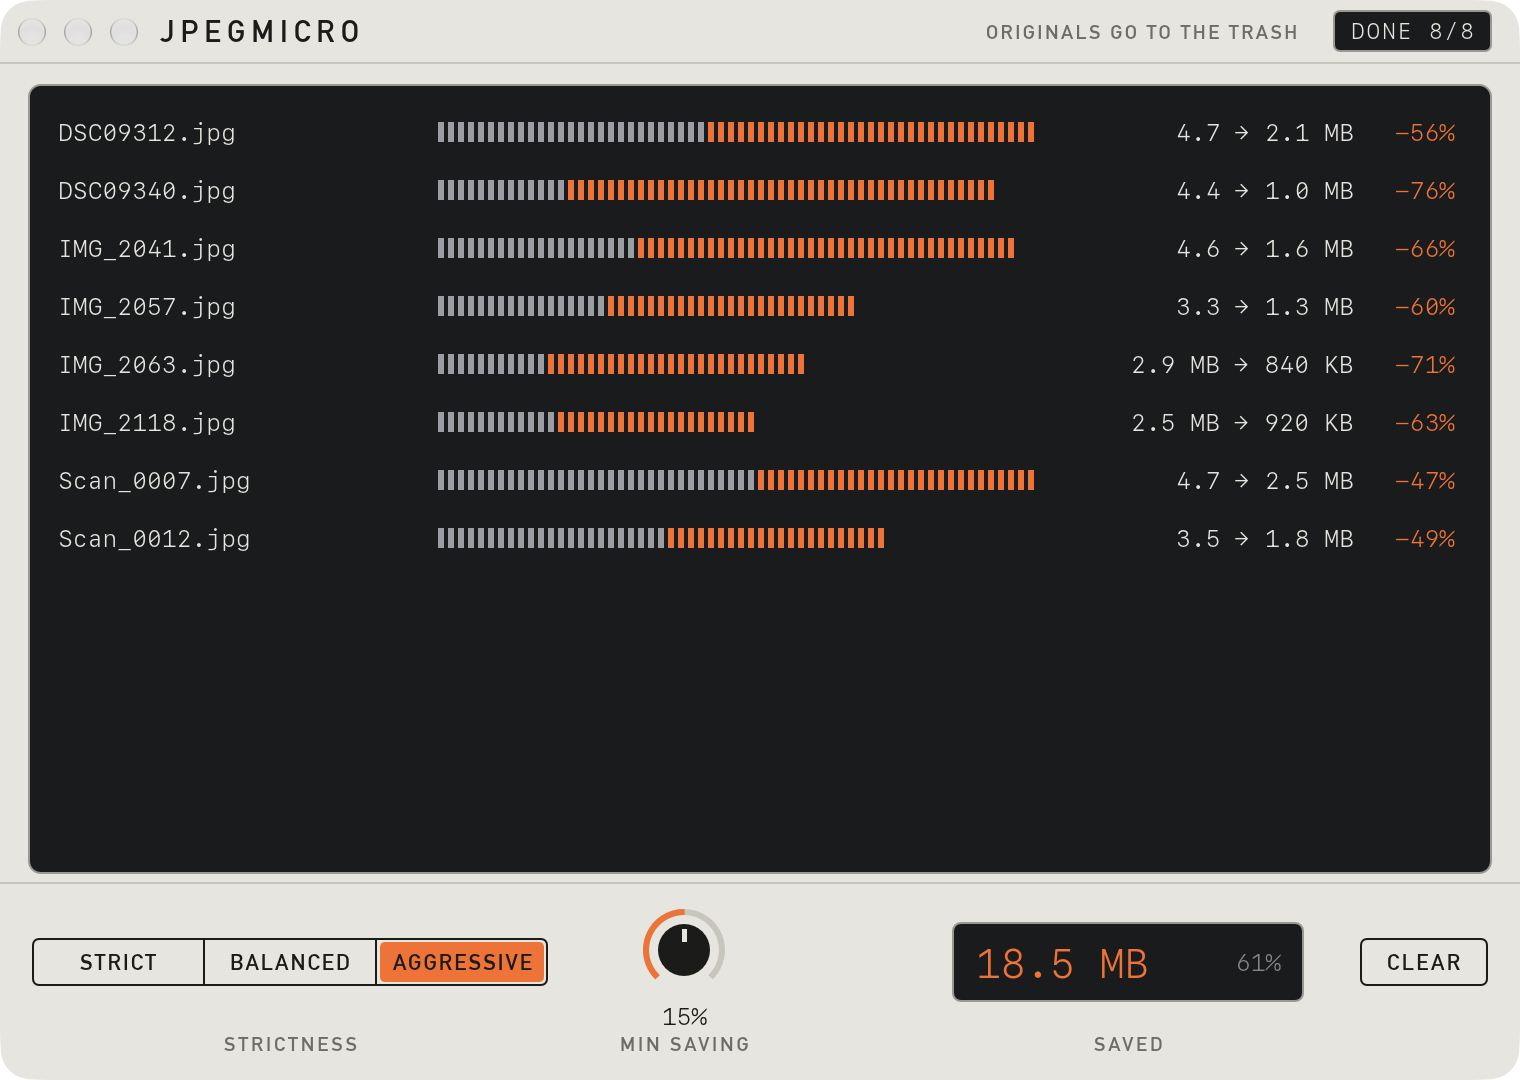 JPEGMICRO
ORIGINALS GO TO THE TRASH
DONE 8/8
DSC09312.jpg 4.7 → 2.1 MB −56%
DSC09340.jpg 4.4 → 1.0 MB −76%
IMG_2041.jpg 4.6 → 1.6 MB −66%
IMG_2057.jpg 3.3 → 1.3 MB −60%
IMG_2063.jpg 2.9 MB → 840 KB −71%
IMG_2118.jpg 2.5 MB → 920 KB −63%
Scan_0007.jpg 4.7 → 2.5 MB −47%
Scan_0012.jpg 3.5 → 1.8 MB −49%
STRICT BALANCED AGGRESSIVE
STRICTNESS
15%
MIN SAVING
18.5 MB 61%
SAVED
CLEAR